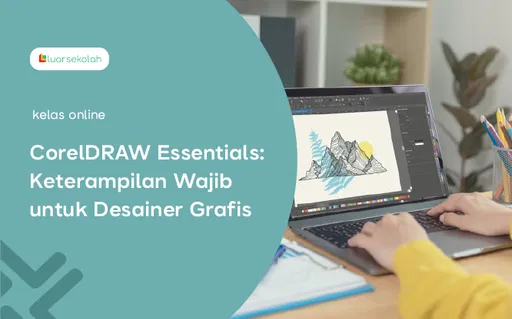 luarsekolah
kelas online
CorelDRAW Essentials:
Keterampilan Wajib
untuk Desainer Grafis